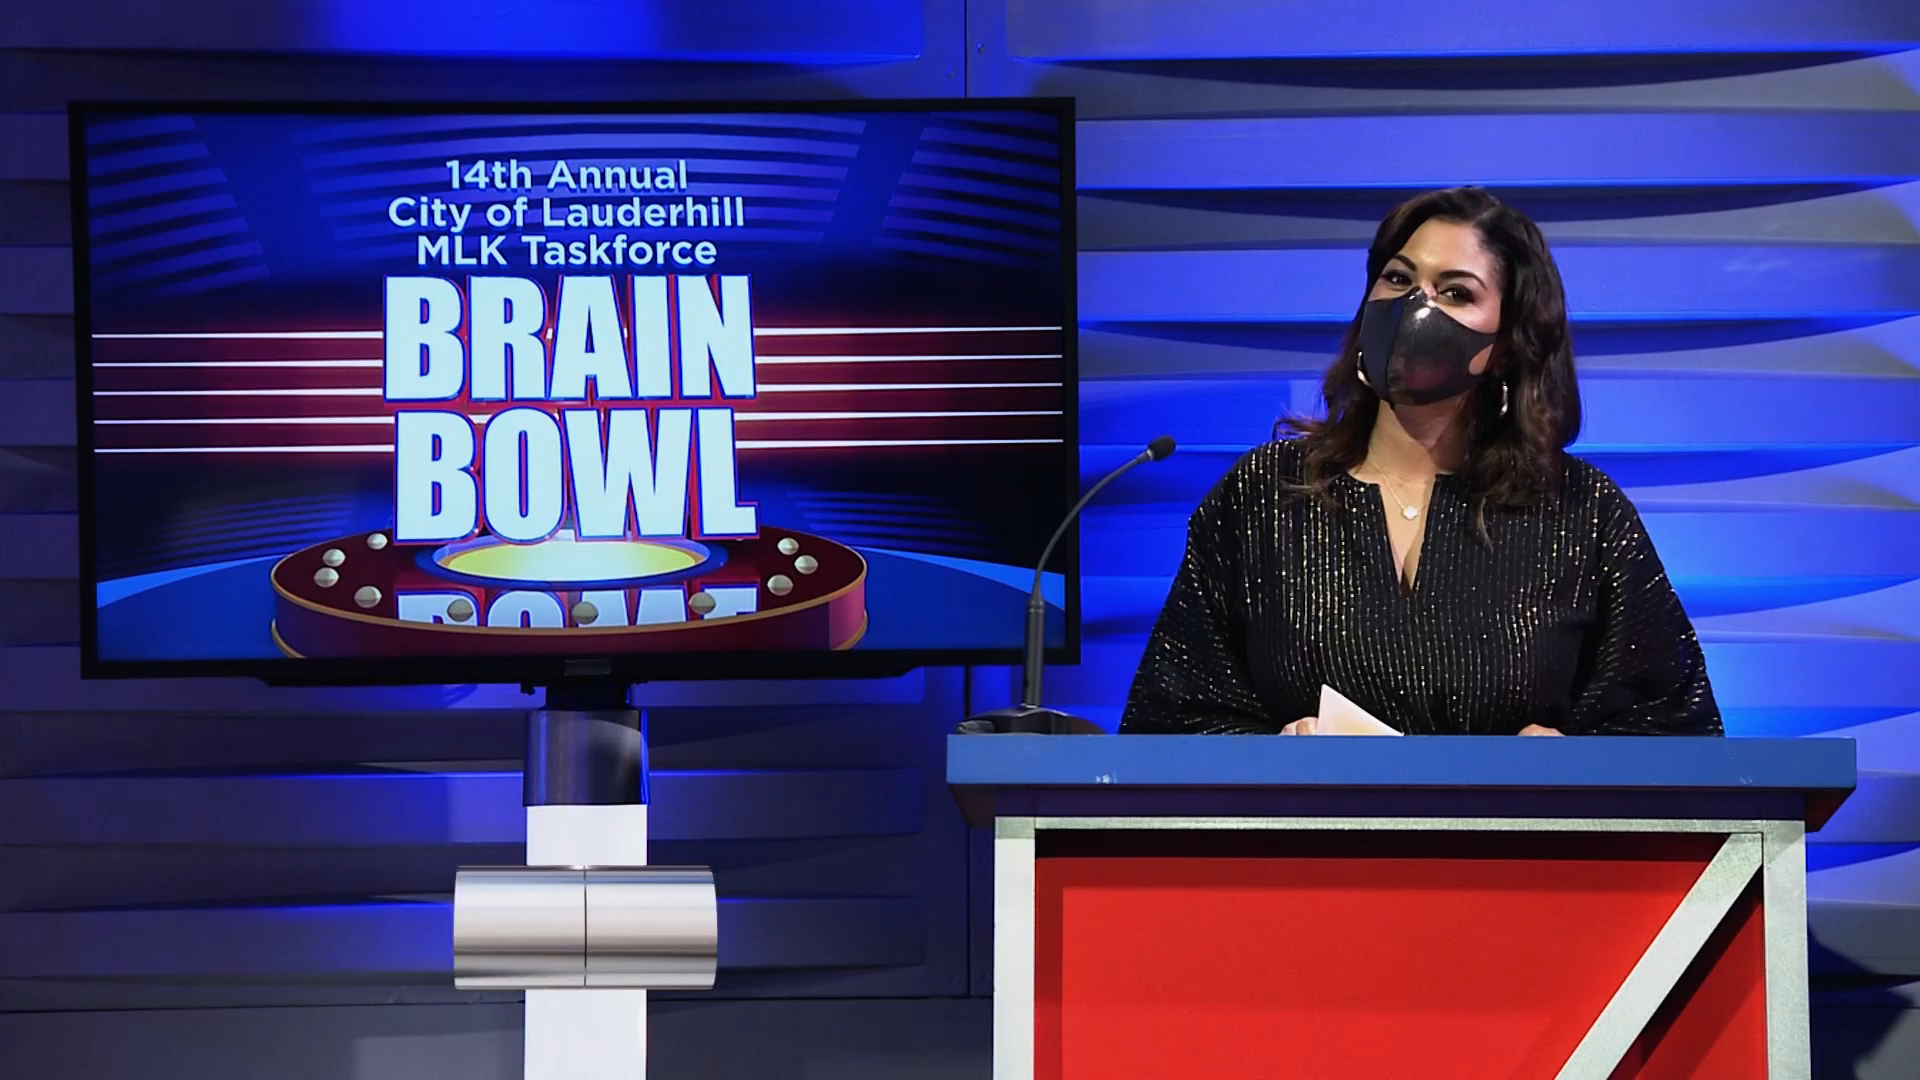 14th Annual
City of Lauderhill
MLK Taskforce
BRAIN
BOWL